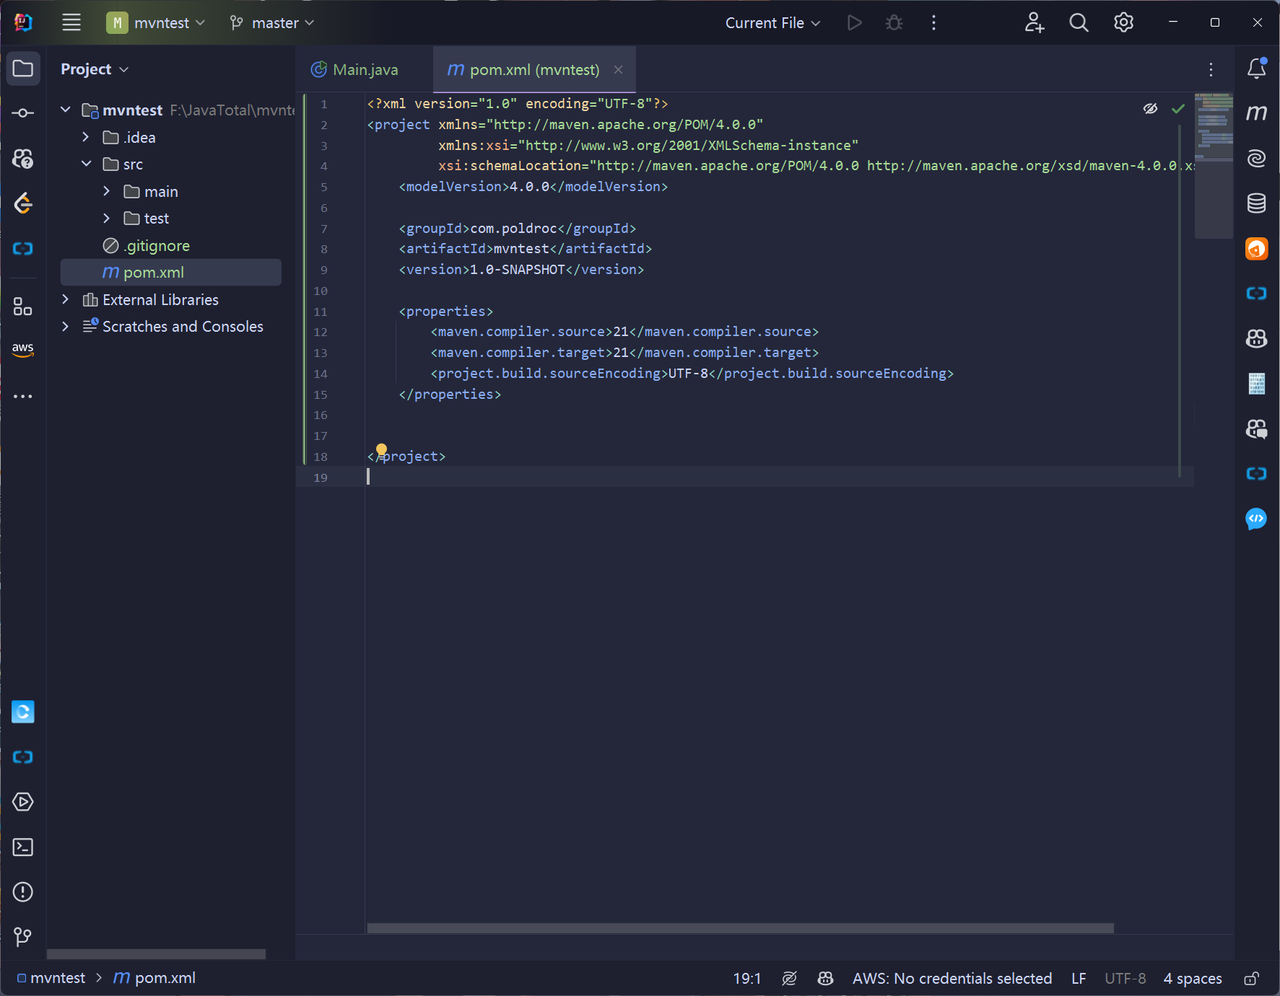 M mvntest master Current File
Project
Main.java
pom.xml (mvntest)
mvntest F:\JavaTotal\mvnte
.idea
src
main
test
.gitignore
pom.xml
External Libraries
Scratches and Consoles
aws
m
1 <?xml version="1.0" encoding="UTF-8"?>
2 <project xmlns="http://maven.apache.org/POM/4.0.0"
3 xmlns:xsi="http://www.w3.org/2001/XMLSchema-instance"
4 xsi:schemaLocation="http://maven.apache.org/POM/4.0.0 http://maven.apache.org/xsd/maven-4.0.0.xs
5 <modelVersion>4.0.0</modelVersion>
6
7 <groupId>com.poldroc</groupId>
8 <artifactId>mvntest</artifactId>
9 <version>1.0-SNAPSHOT</version>
10
11 <properties>
12 <maven.compiler.source>21</maven.compiler.source>
13 <maven.compiler.target>21</maven.compiler.target>
14 <project.build.sourceEncoding>UTF-8</project.build.sourceEncoding>
15 </properties>
16
17
18 </project>
19
mvntest > m pom.xml
19:1 AWS: No credentials selected LF UTF-8 4 spaces